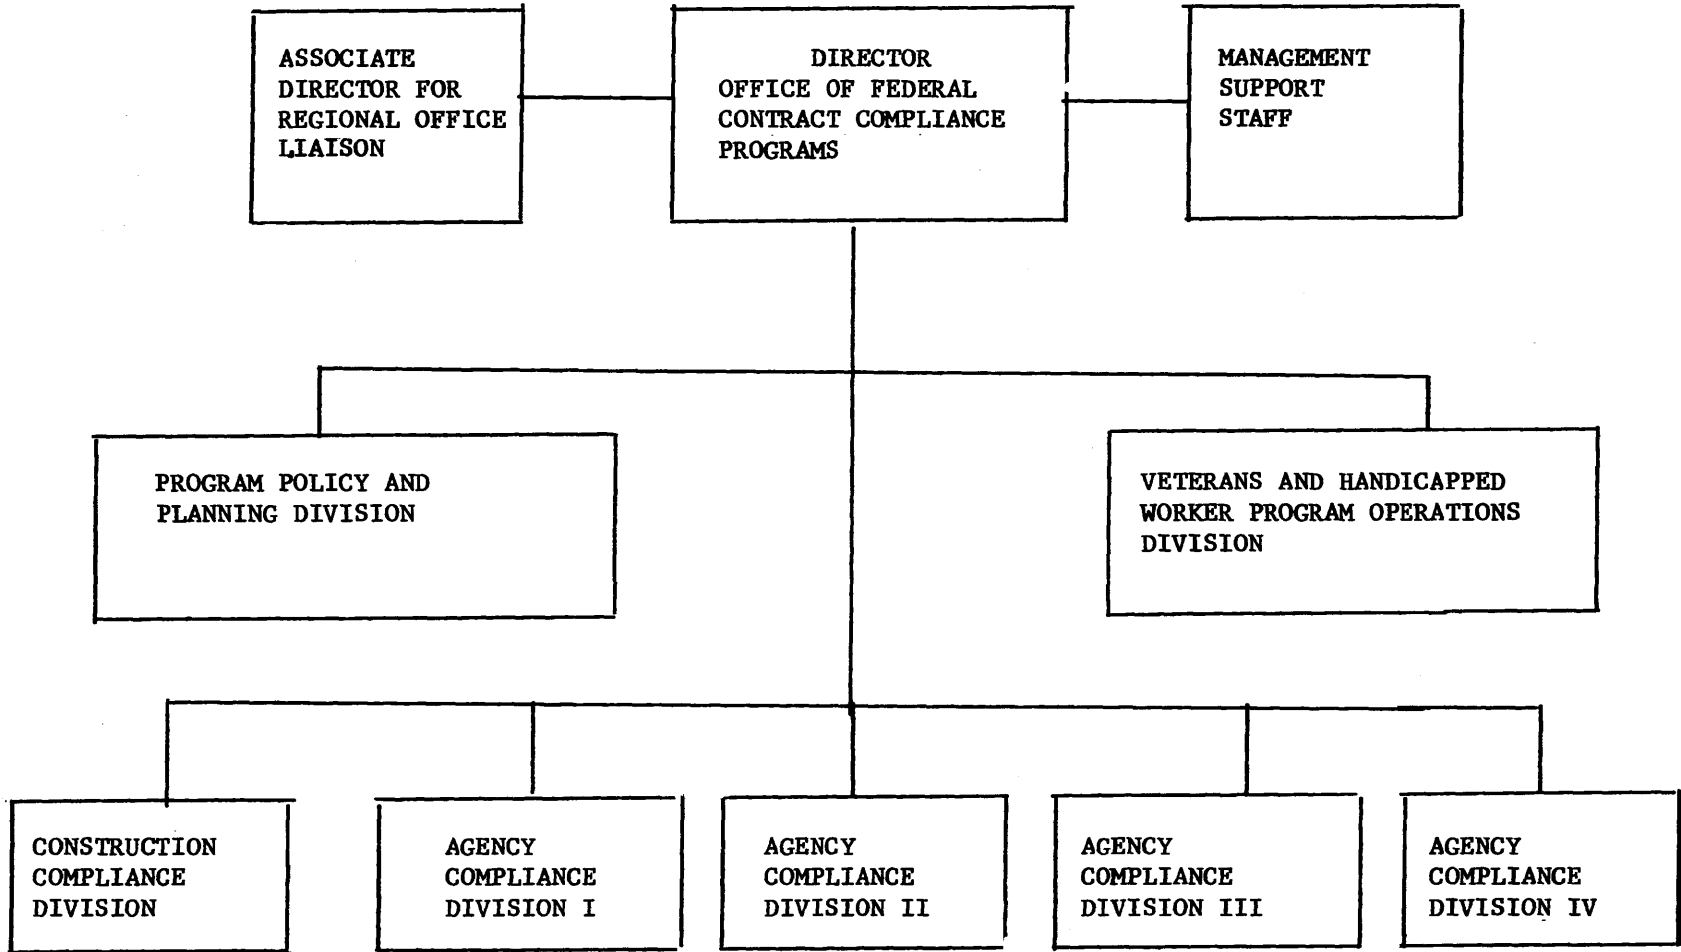 ASSOCIATE
DIRECTOR FOR
REGIONAL OFFICE
LIAISON
DIRECTOR
OFFICE OF FEDERAL
CONTRACT COMPLIANCE
PROGRAMS
MANAGEMENT
SUPPORT
STAFF
PROGRAM POLICY AND
PLANNING DIVISION
VETERANS AND HANDICAPPED
WORKER PROGRAM OPERATIONS
DIVISION
CONSTRUCTION
COMPLIANCE
DIVISION
AGENCY
COMPLIANCE
DIVISION I
AGENCY
COMPLIANCE
DIVISION II
AGENCY
COMPLIANCE
DIVISION III
AGENCY
COMPLIANCE
DIVISION IV